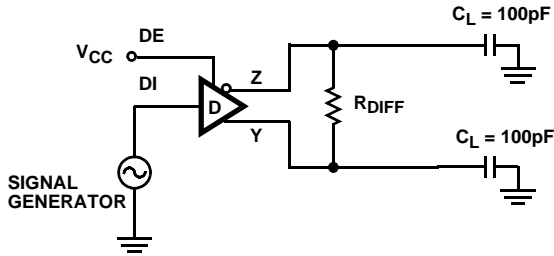 C_L = 100pF
DE
V_CC
DI
Z
D
R_DIFF
Y
C_L = 100pF
SIGNAL
GENERATOR